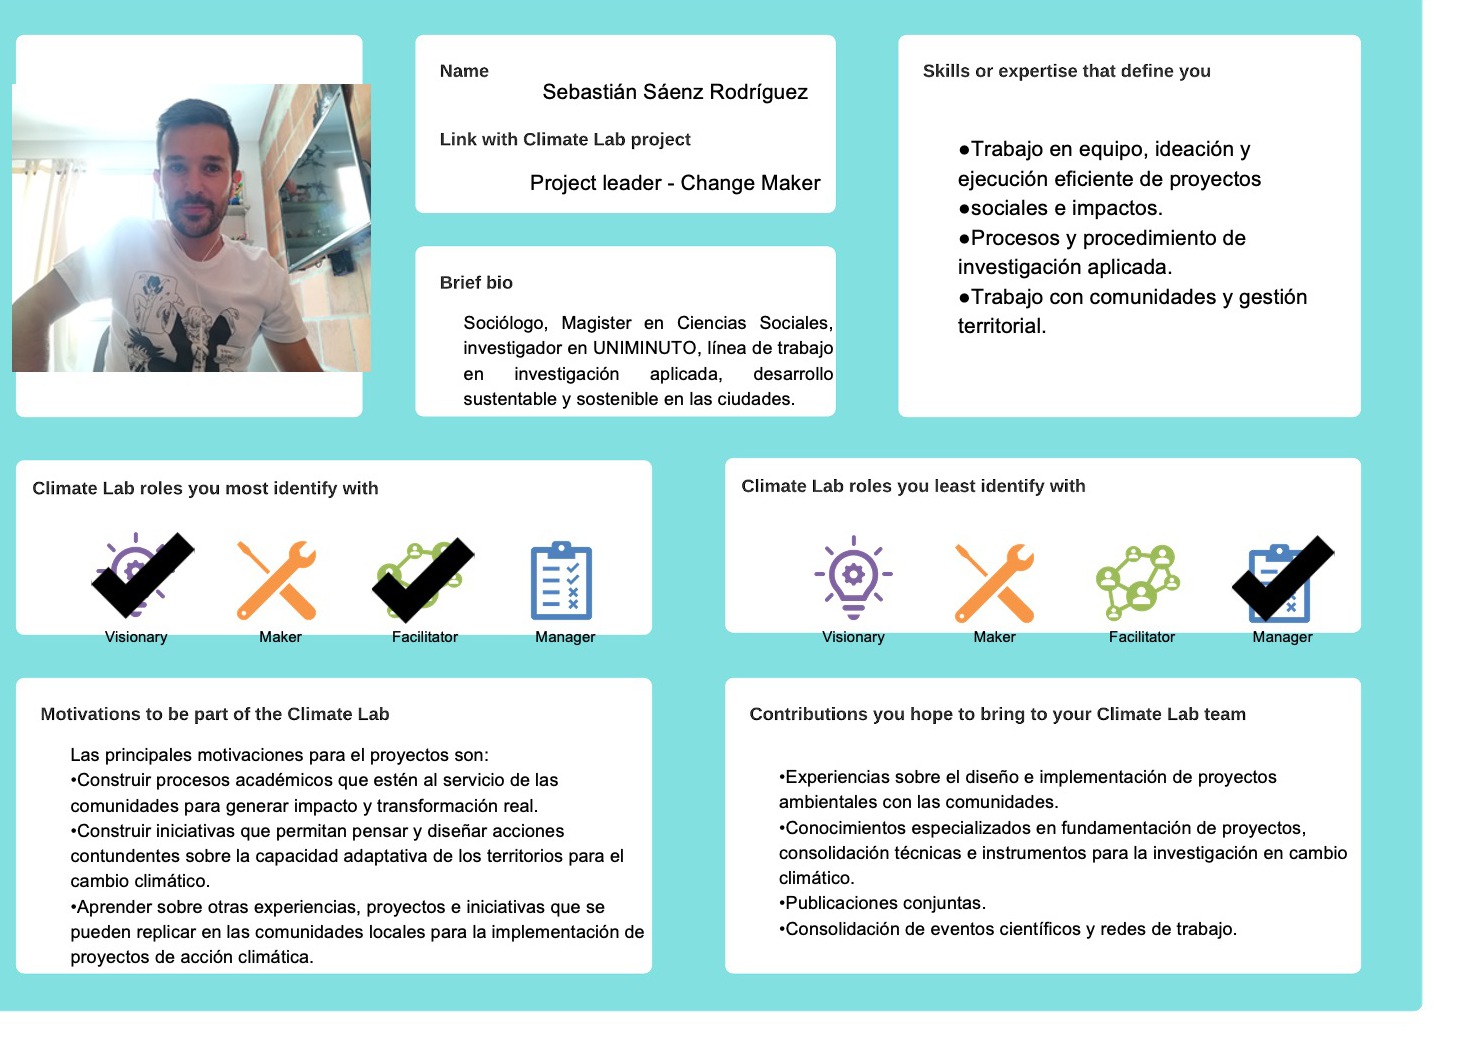 Name
Sebastián Sáenz Rodríguez
Link with Climate Lab project
Project leader - Change Maker
Brief bio
Sociólogo, Magister en Ciencias Sociales,
investigador en UNIMINUTO, línea de trabajo
en investigación aplicada, desarrollo
sustentable y sostenible en las ciudades.
Skills or expertise that define you
●Trabajo en equipo, ideación y
ejecución eficiente de proyectos
●sociales e impactos.
●Procesos y procedimiento de
investigación aplicada.
●Trabajo con comunidades y gestión
territorial.
Climate Lab roles you most identify with
Visionary
Maker
Facilitator
Manager
Climate Lab roles you least identify with
Visionary
Maker
Facilitator
Manager
Motivations to be part of the Climate Lab
Las principales motivaciones para el proyectos son:
•Construir procesos académicos que estén al servicio de las
comunidades para generar impacto y transformación real.
•Construir iniciativas que permitan pensar y diseñar acciones
contundentes sobre la capacidad adaptativa de los territorios para el
cambio climático.
•Aprender sobre otras experiencias, proyectos e iniciativas que se
pueden replicar en las comunidades locales para la implementación de
proyectos de acción climática.
Contributions you hope to bring to your Climate Lab team
•Experiencias sobre el diseño e implementación de proyectos
ambientales con las comunidades.
•Conocimientos especializados en fundamentación de proyectos,
consolidación técnicas e instrumentos para la investigación en cambio
climático.
•Publicaciones conjuntas.
•Consolidación de eventos científicos y redes de trabajo.